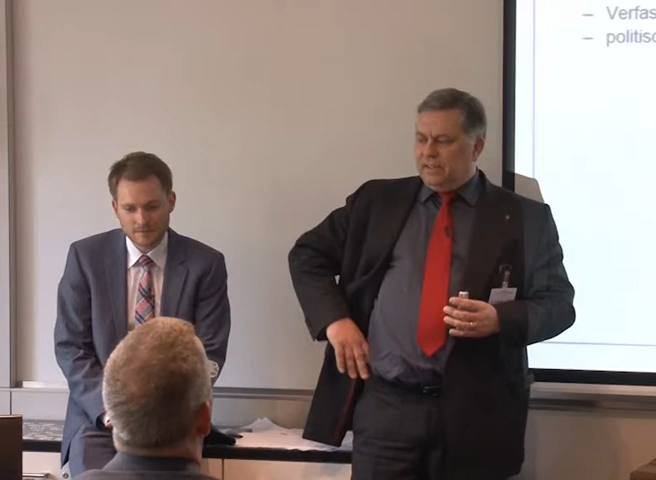 – Verfas
– politisc